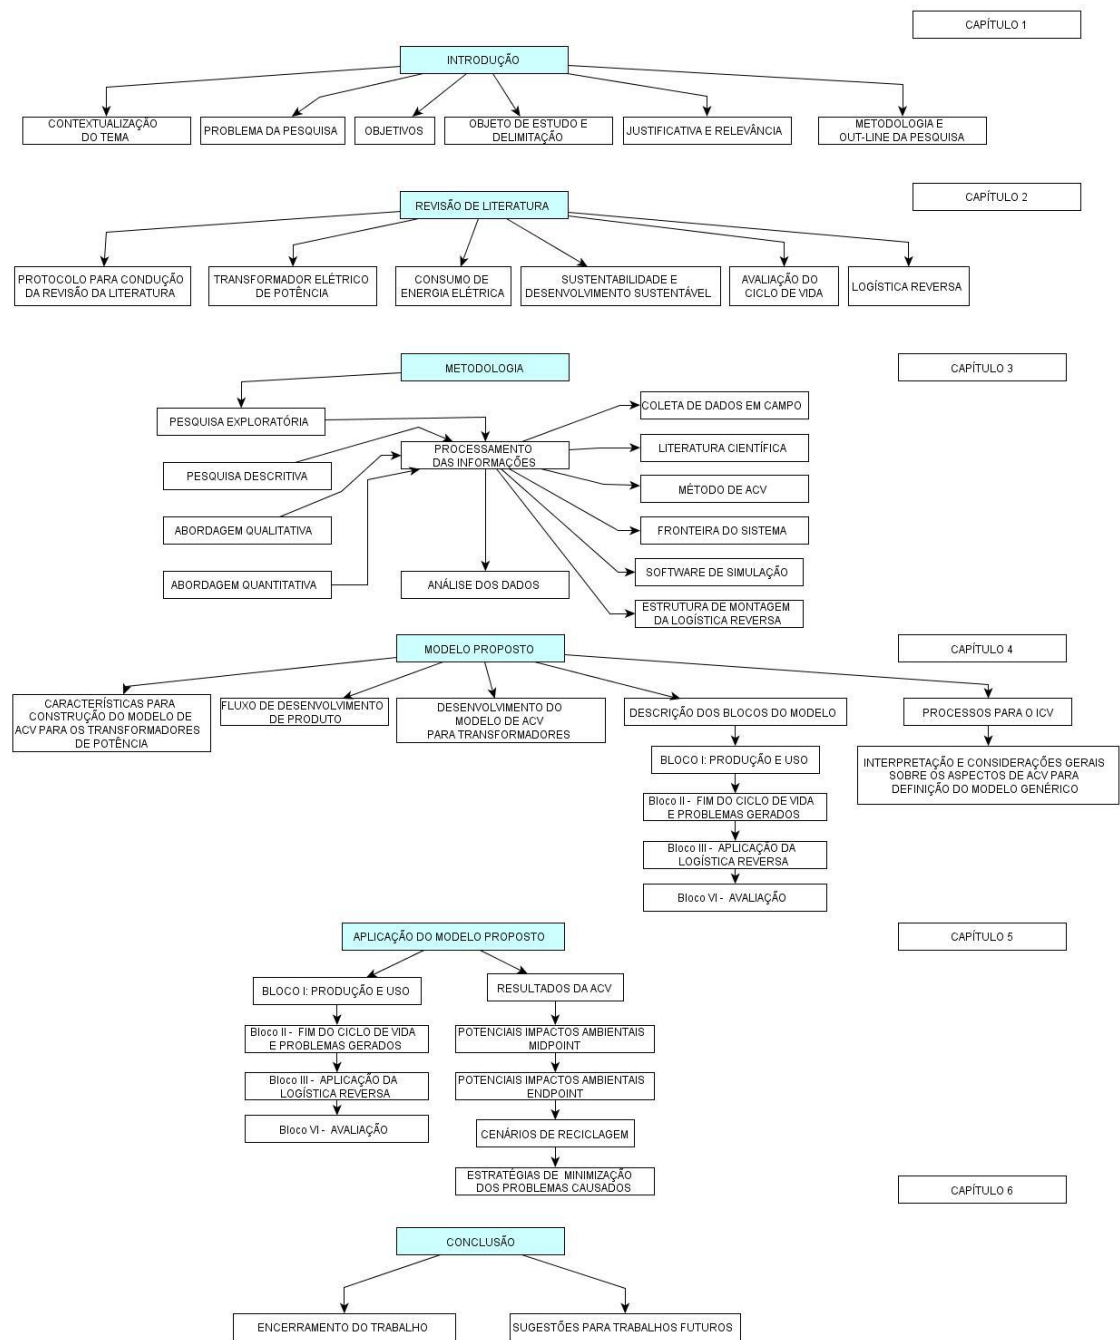 CAPÍTULO 1
INTRODUÇÃO
CONTEXTUALIZAÇÃO
DO TEMA
PROBLEMA DA PESQUISA
OBJETIVOS
OBJETO DE ESTUDO E
DELIMITAÇÃO
JUSTIFICATIVA E RELEVÂNCIA
METODOLOGIA E
OUT-LINE DA PESQUISA
CAPÍTULO 2
REVISÃO DE LITERATURA
PROTOCOLO PARA CONDUÇÃO
DA REVISÃO DA LITERATURA
TRANSFORMADOR ELÉTRICO
DE POTÊNCIA
CONSUMO DE
ENERGIA ELÉTRICA
SUSTENTABILIDADE E
DESENVOLVIMENTO SUSTENTÁVEL
AVALIAÇÃO DO
CICLO DE VIDA
LOGÍSTICA REVERSA
CAPÍTULO 3
METODOLOGIA
PESQUISA EXPLORATÓRIA
PESQUISA DESCRITIVA
ABORDAGEM QUALITATIVA
ABORDAGEM QUANTITATIVA
PROCESSAMENTO
DAS INFORMAÇÕES
ANÁLISE DOS DADOS
COLETA DE DADOS EM CAMPO
LITERATURA CIENTÍFICA
MÉTODO DE ACV
FRONTEIRA DO SISTEMA
SOFTWARE DE SIMULAÇÃO
ESTRUTURA DE MONTAGEM
DA LOGÍSTICA REVERSA
CAPÍTULO 4
MODELO PROPOSTO
CARACTERÍSTICAS PARA
CONSTRUÇÃO DO MODELO DE
ACV PARA OS TRANSFORMADORES
DE POTÊNCIA
FLUXO DE DESENVOLVIMENTO
DE PRODUTO
DESENVOLVIMENTO DO
MODELO DE ACV
PARA TRANSFORMADORES
DESCRIÇÃO DOS BLOCOS DO MODELO
BLOCO I: PRODUÇÃO E USO
Bloco II - FIM DO CICLO DE VIDA
E PROBLEMAS GERADOS
Bloco III - APLICAÇÃO DA
LOGÍSTICA REVERSA
Bloco VI - AVALIAÇÃO
PROCESSOS PARA O ICV
INTERPRETAÇÃO E CONSIDERAÇÕES GERAIS
SOBRE OS ASPECTOS DE ACV PARA
DEFINIÇÃO DO MODELO GENÉRICO
CAPÍTULO 5
APLICAÇÃO DO MODELO PROPOSTO
BLOCO I: PRODUÇÃO E USO
Bloco II - FIM DO CICLO DE VIDA
E PROBLEMAS GERADOS
Bloco III - APLICAÇÃO DA
LOGÍSTICA REVERSA
Bloco VI - AVALIAÇÃO
RESULTADOS DA ACV
POTENCIAIS IMPACTOS AMBIENTAIS
MIDPOINT
POTENCIAIS IMPACTOS AMBIENTAIS
ENDPOINT
CENÁRIOS DE RECICLAGEM
ESTRATÉGIAS DE MINIMIZAÇÃO
DOS PROBLEMAS CAUSADOS
CAPÍTULO 6
CONCLUSÃO
ENCERRAMENTO DO TRABALHO
SUGESTÕES PARA TRABALHOS FUTUROS